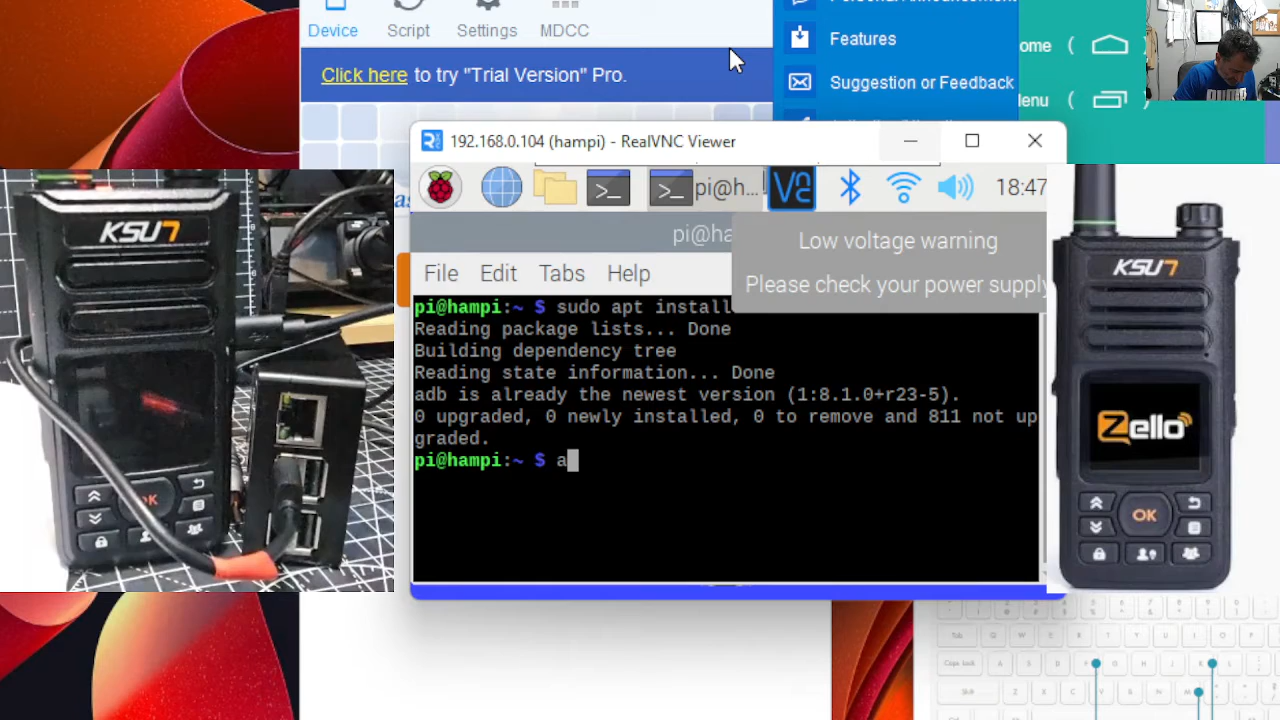 Device Script Settings MDCC
Click here to try "Trial Version" Pro.
Features
Suggestion or Feedback
ome (
enu (
192.168.0.104 (hampi) - RealVNC Viewer
pi@h...
18:47
pi@ha
Low voltage warning
Please check your power supply
File Edit Tabs Help
pi@hampi:~ $ sudo apt install
Reading package lists... Done
Building dependency tree
Reading state information... Done
adb is already the newest version (1:8.1.0+r23-5).
0 upgraded, 0 newly installed, 0 to remove and 811 not up
graded.
pi@hampi:~ $ a
KSU7
OK
KSU7
Zello
OK